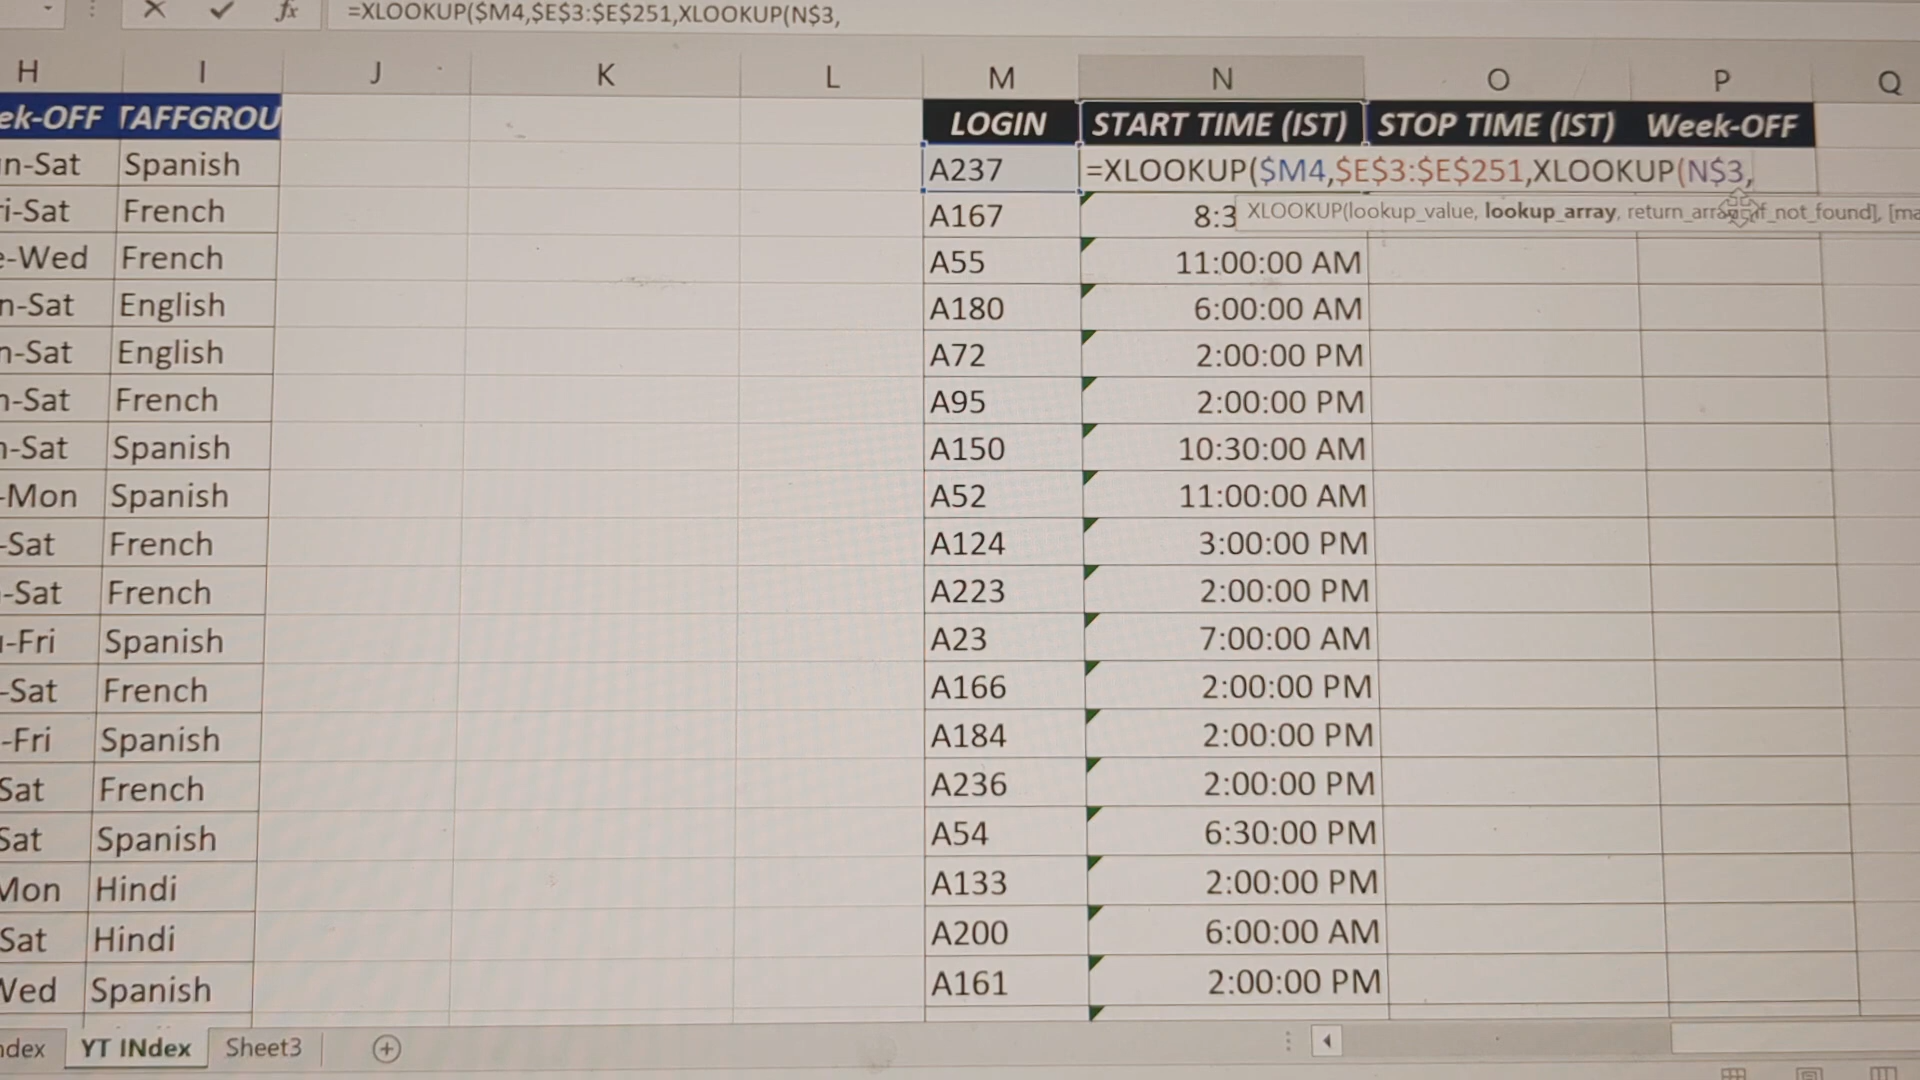 =XLOOKUP($M4,$E$3:$E$251,XLOOKUP(N$3,
H I J K L M N O P Q
ek-OFF TAFFGROU LOGIN START TIME (IST) STOP TIME (IST) Week-OFF
n-Sat Spanish A237 =XLOOKUP($M4,$E$3:$E$251,XLOOKUP(N$3,
ri-Sat French A167 8:3 XLOOKUP(lookup_value, lookup_array, return_array, [if_not_found], [ma
e-Wed French A55 11:00:00 AM
n-Sat English A180 6:00:00 AM
n-Sat English A72 2:00:00 PM
n-Sat French A95 2:00:00 PM
n-Sat Spanish A150 10:30:00 AM
-Mon Spanish A52 11:00:00 AM
-Sat French A124 3:00:00 PM
-Sat French A223 2:00:00 PM
-Fri Spanish A23 7:00:00 AM
-Sat French A166 2:00:00 PM
-Fri Spanish A184 2:00:00 PM
Sat French A236 2:00:00 PM
Sat Spanish A54 6:30:00 PM
Mon Hindi A133 2:00:00 PM
Sat Hindi A200 6:00:00 AM
Wed Spanish A161 2:00:00 PM
ndex YT INdex Sheet3